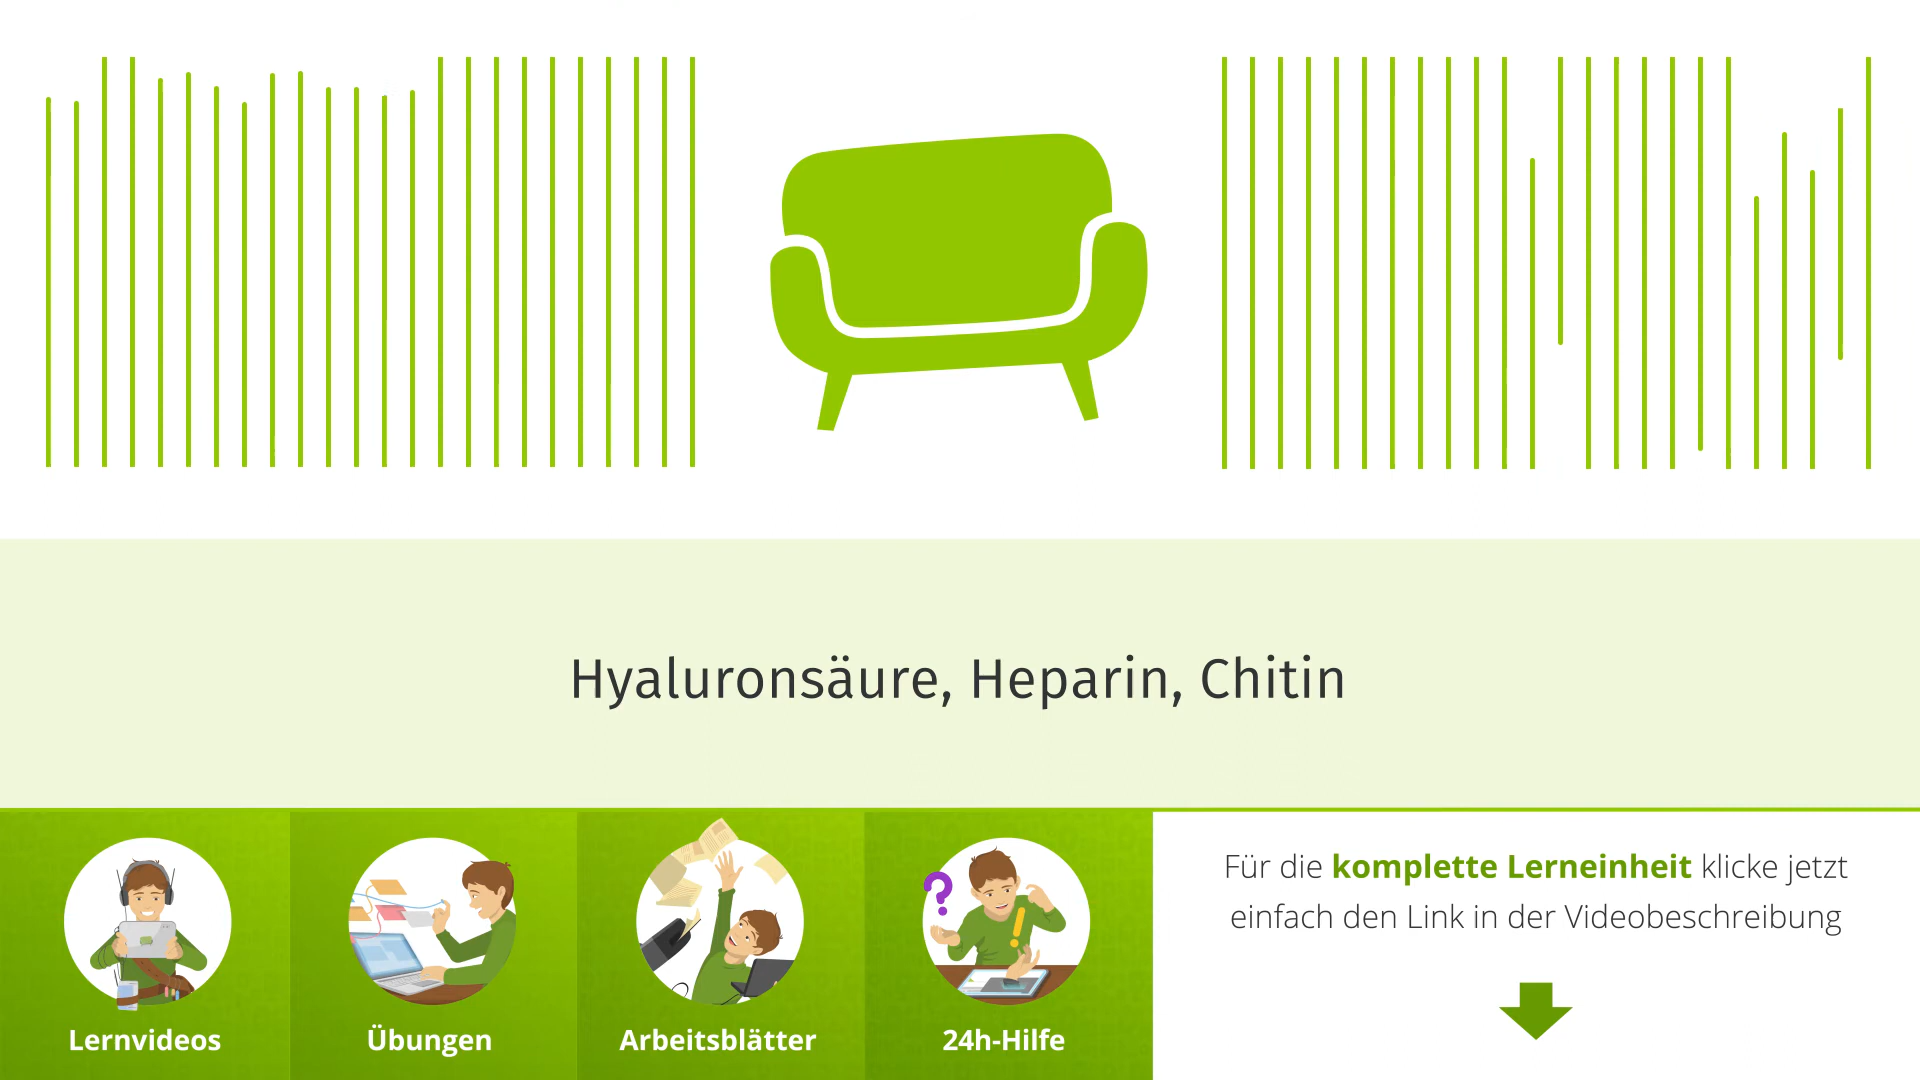 Hyaluronsäure, Heparin, Chitin
Lernvideos
Übungen
Arbeitsblätter
24h-Hilfe
Für die komplette Lerneinheit klicke jetzt
einfach den Link in der Videobeschreibung